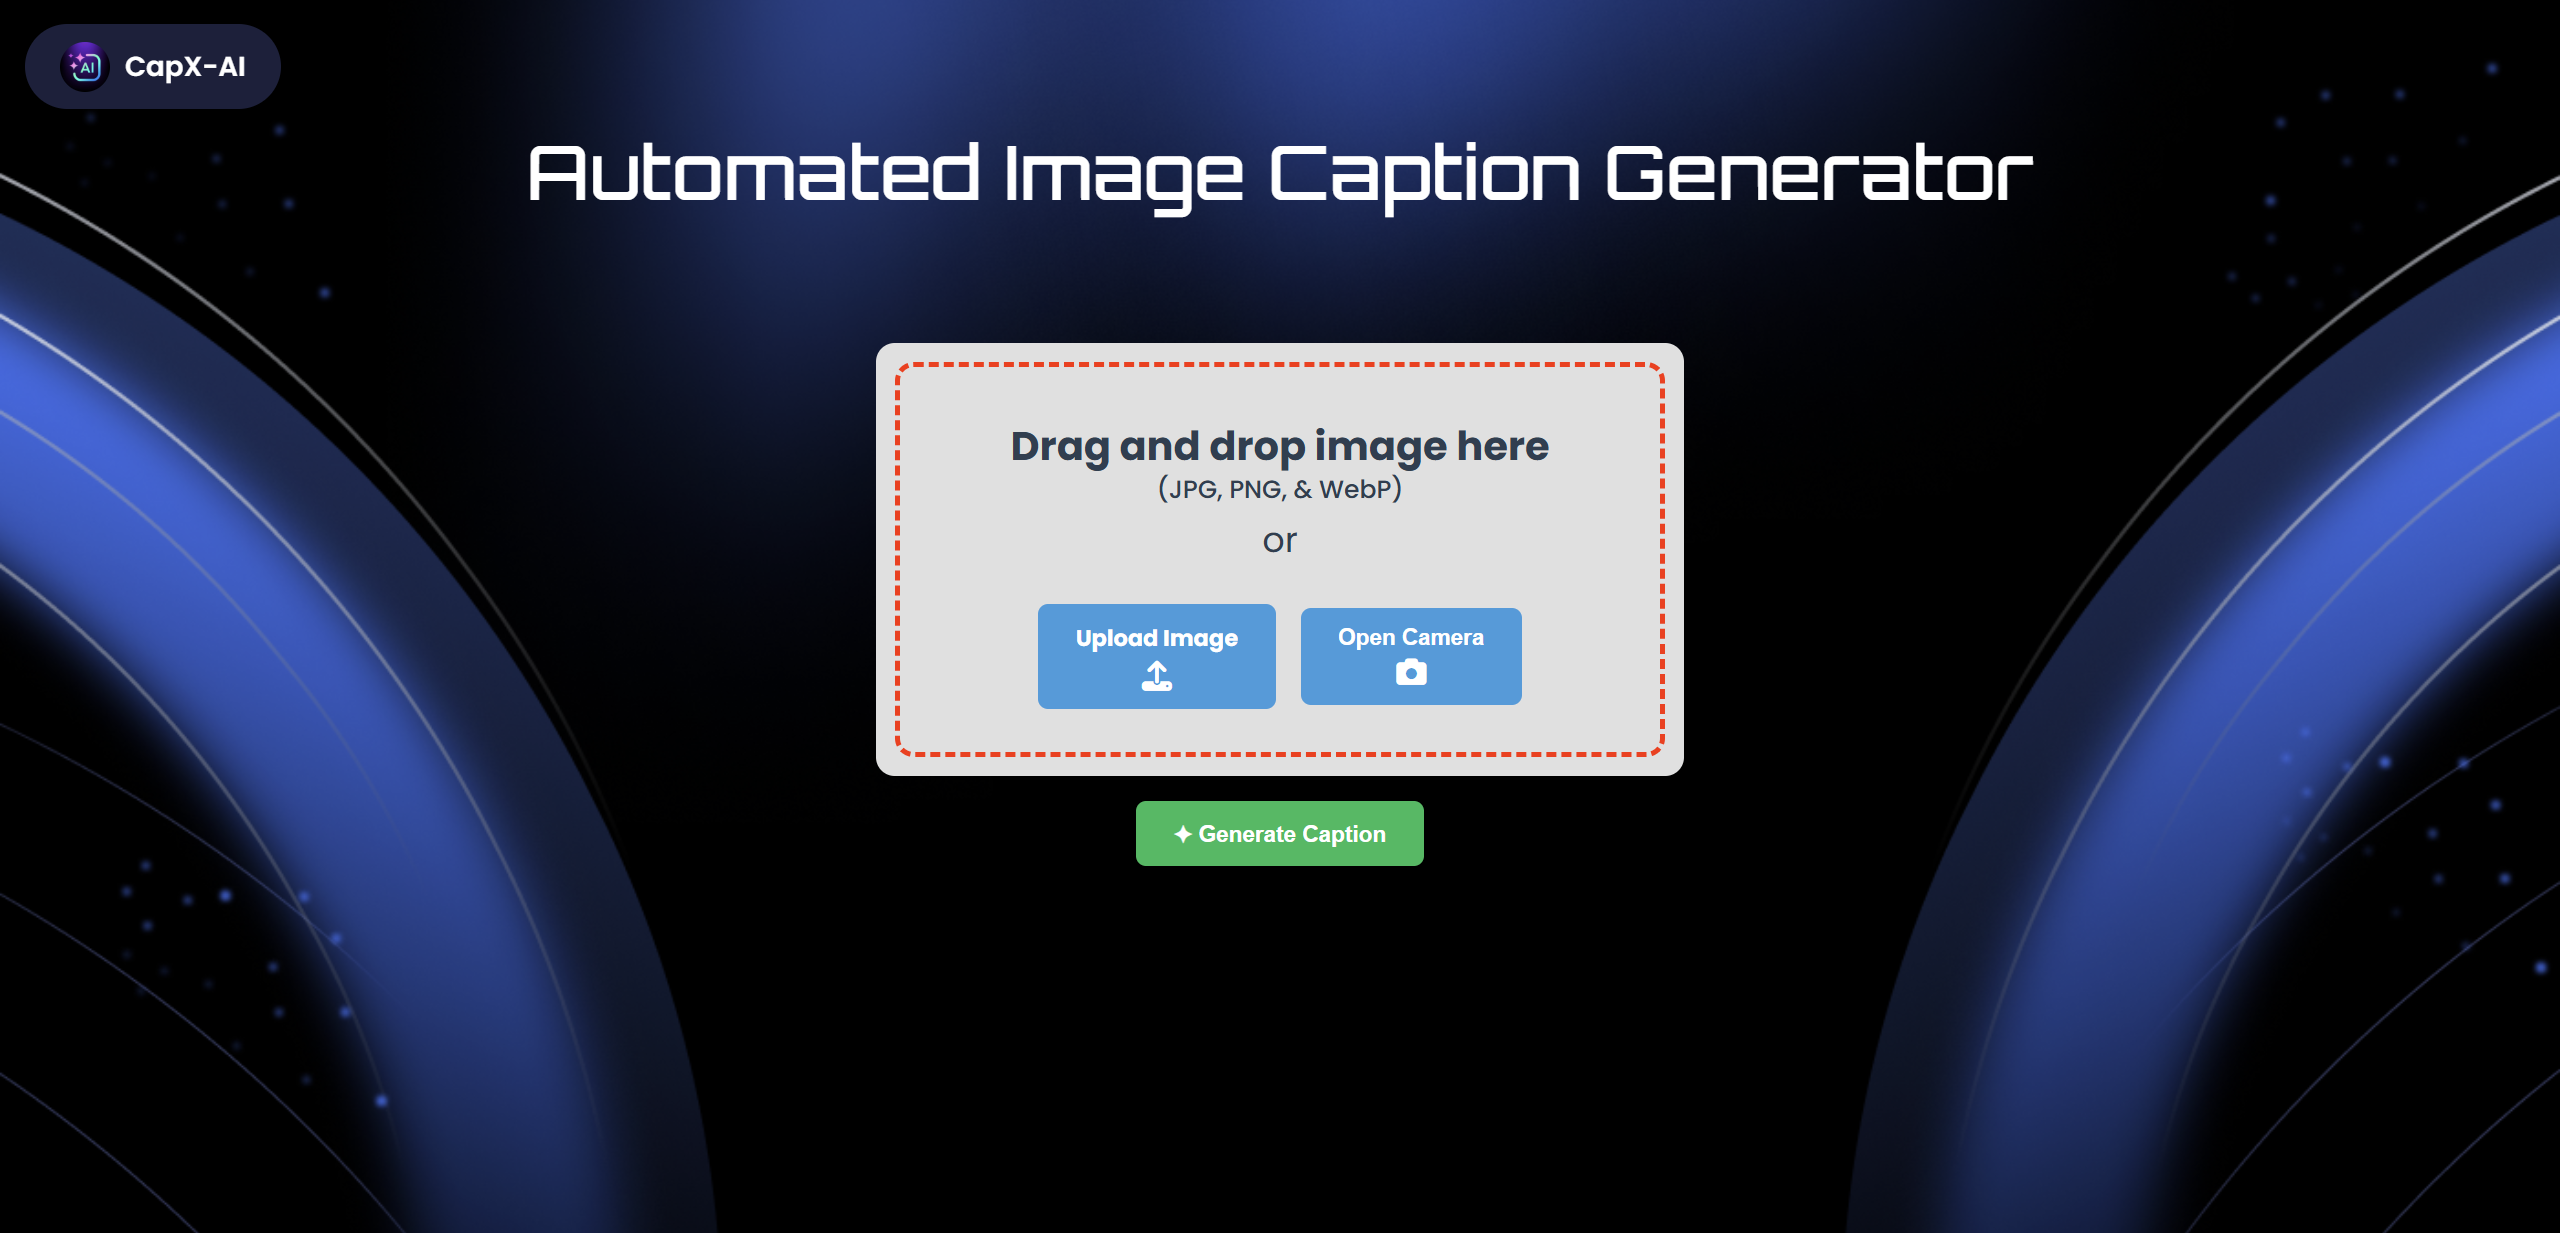 AI
CapX-AI
Automated Image Caption Generator
Drag and drop image here
(JPG, PNG, & WebP)
or
Upload Image
Open Camera
✦ Generate Caption